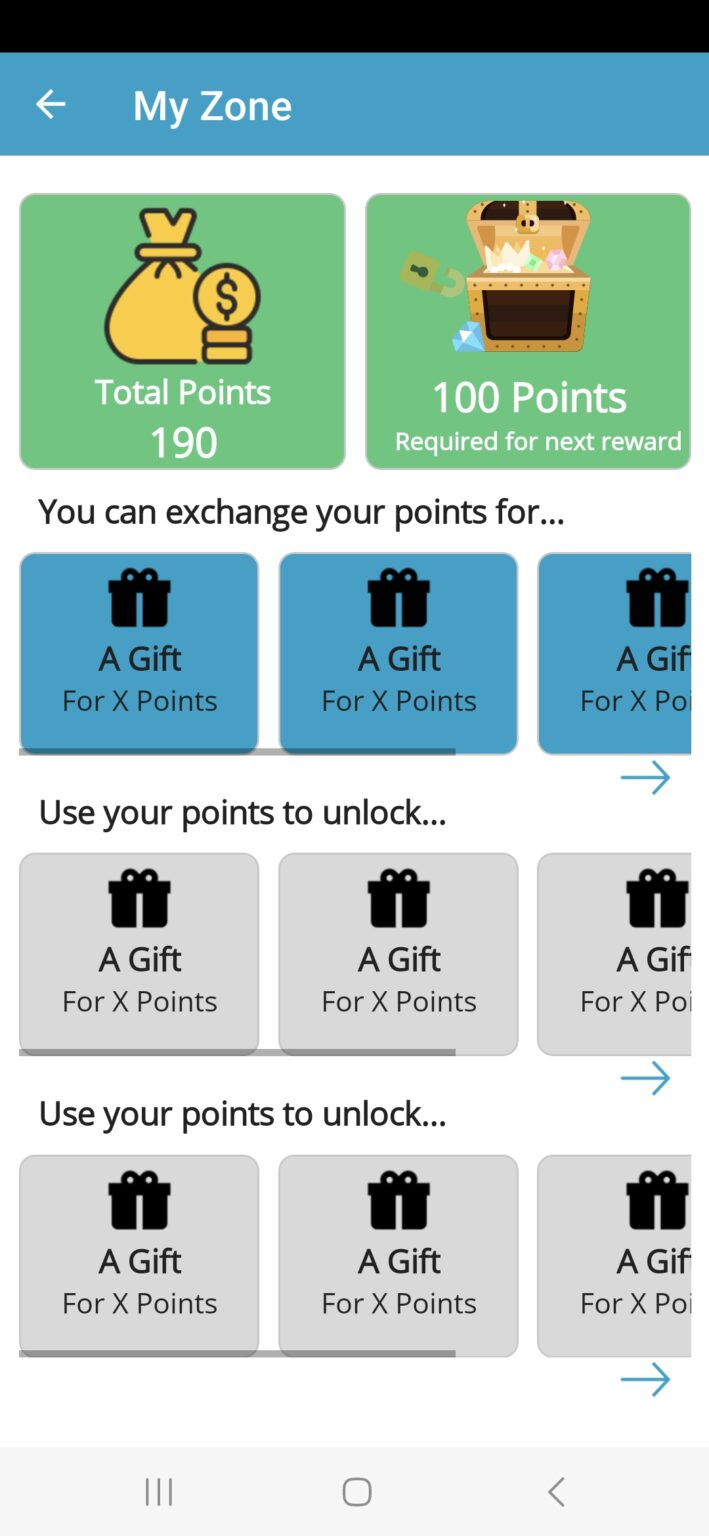 My Zone
Total Points
190
100 Points
Required for next reward
You can exchange your points for...
A Gift
For X Points
A Gift
For X Points
A Gif
For X Poi
Use your points to unlock...
A Gift
For X Points
A Gift
For X Points
A Gif
For X Poi
Use your points to unlock...
A Gift
For X Points
A Gift
For X Points
A Gif
For X Poi